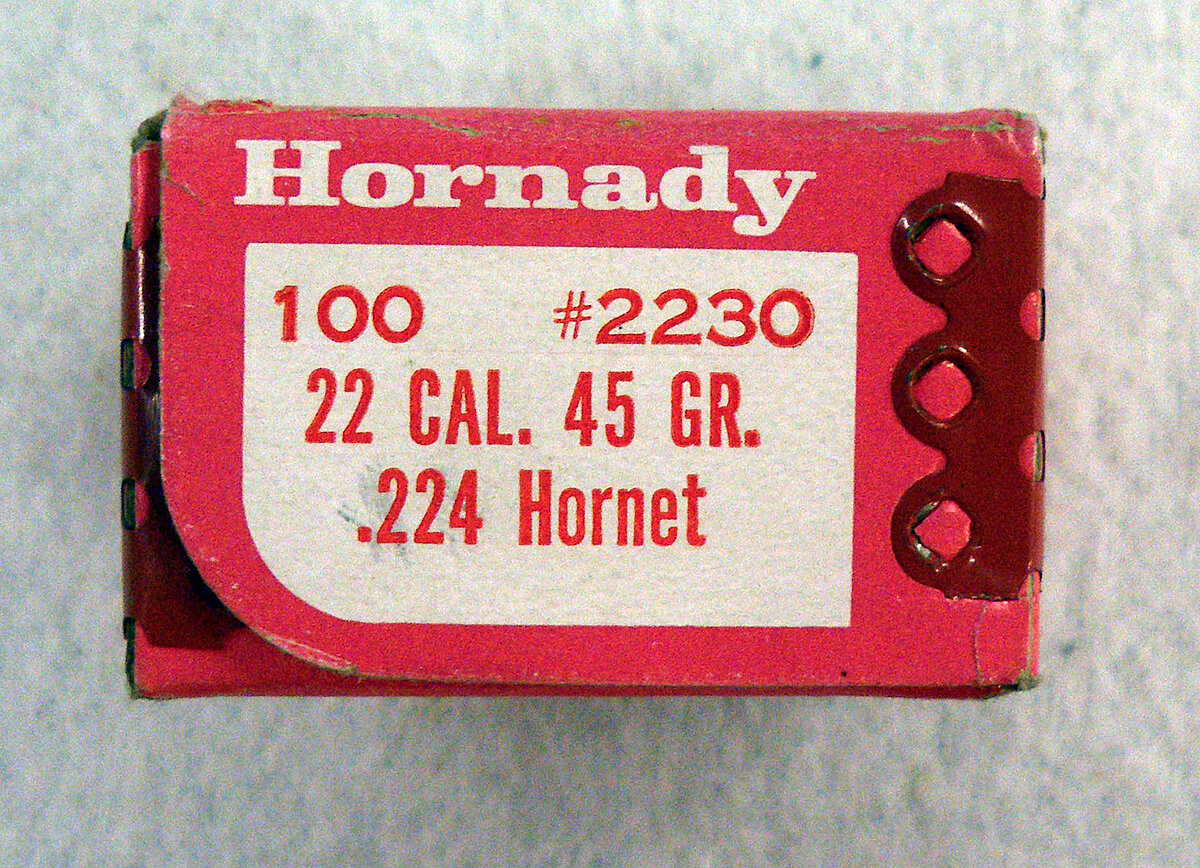 Hornady
100 #2230
22 CAL. 45 GR.
.224 Hornet